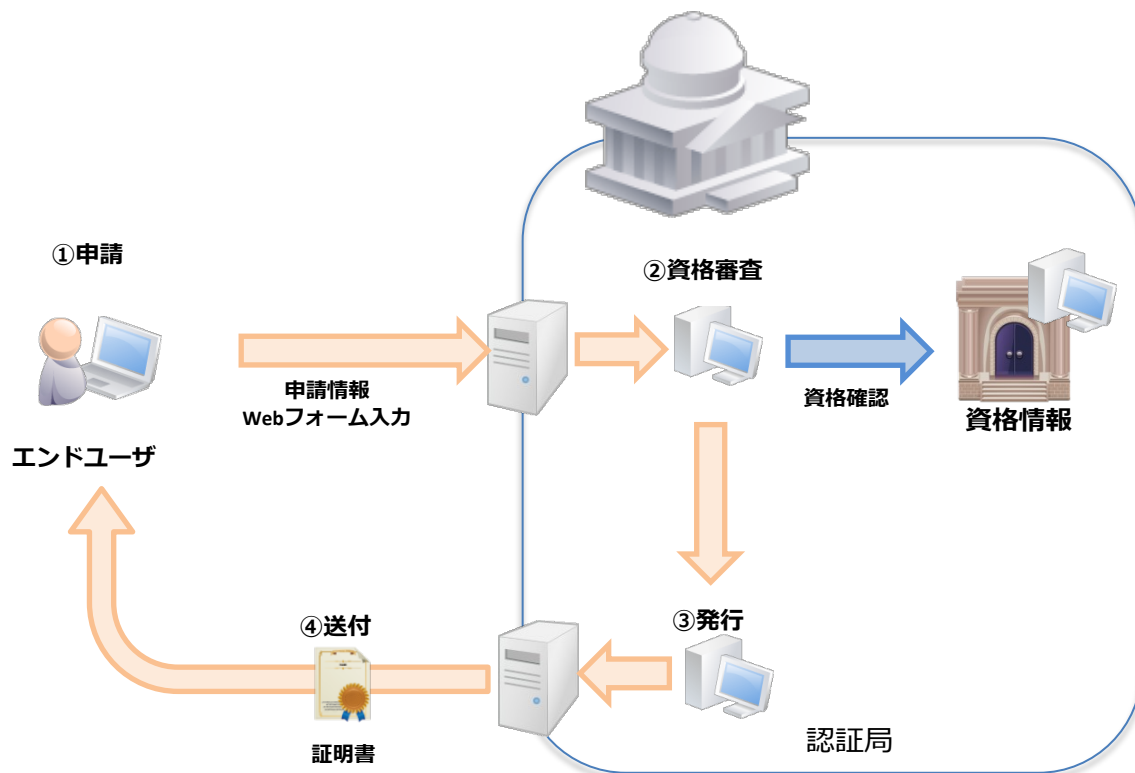 ①申請
②資格審査
申請情報
Webフォーム入力
資格確認
資格情報
エンドユーザ
③発行
④送付
証明書
認証局